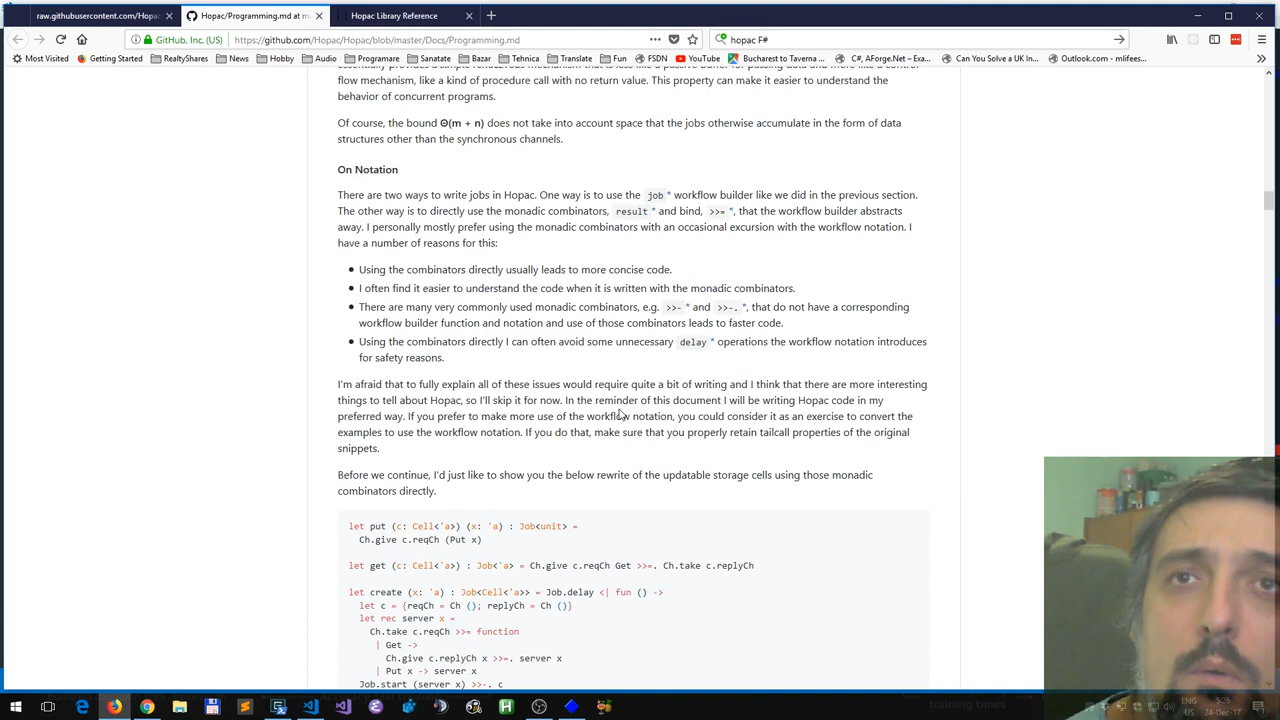 raw.githubusercontent.com/Hopac
Hopac/Programming.md at m
Hopac Library Reference
GitHub, Inc. (US)
https://github.com/Hopac/Hopac/blob/master/Docs/Programming.md
hopac F#
Most Visited
Getting Started
RealtyShares
News
Hobby
Audio
Programare
Sanatate
Bazar
Tehnica
Translate
Fun
FSDN
YouTube
C#, AForge.Net – Exa...
Bucharest to Amsterda...
Can You Solve a UK In...
Outlook.com - mlifees...
flow mechanism, like a kind of procedure call with no return value. This property can make it easier to understand the
behavior of concurrent programs.
Of course, the bound Θ(m + n) does not take into account space that the jobs otherwise accumulate in the form of data
structures other than the synchronous channels.
On Notation
There are two ways to write jobs in Hopac. One way is to use the job * workflow builder like we did in the previous section.
The other way is to directly use the monadic combinators, result * and bind, >>= *, that the workflow builder abstracts
away. I personally mostly prefer using the monadic combinators with an occasional excursion with the workflow notation. I
have a number of reasons for this:
• Using the combinators directly usually leads to more concise code.
• I often find it easier to understand the code when it is written with the monadic combinators.
• There are many very commonly used monadic combinators, e.g. >>- * and >>-. *, that do not have a corresponding
workflow builder function and notation and use of those combinators leads to faster code.
• Using the combinators directly I can often avoid some unnecessary delay * operations the workflow notation introduces
for safety reasons.
I'm afraid that to fully explain all of these issues would require quite a bit of writing and I think that there are more interesting
things to tell about Hopac, so I'll skip it for now. In the reminder of this document I will be writing Hopac code in my
preferred way. If you prefer to make more use of the workflow notation, you could consider it as an exercise to convert the
examples to use the workflow notation. If you do that, make sure that you properly retain tailcall properties of the original
snippets.
Before we continue, I'd just like to show you the below rewrite of the updatable storage cells using those monadic
combinators directly.
let put (c: Cell<'a>) (x: 'a) : Job<unit> =
Ch.give c.reqCh (Put x)
let get (c: Cell<'a>) : Job<'a> = Ch.give c.reqCh Get >>=. Ch.take c.replyCh
let create (x: 'a) : Job<Cell<'a>> = Job.delay <| fun () ->
let c = {reqCh = Ch (); replyCh = Ch ()}
let rec server x =
Ch.take c.reqCh >>= function
| Get ->
Ch.give c.replyCh x >>=. server x
| Put x -> server x
Job.start (server x) >>-. c
training times
ENG
US
5:26
24-Dec-17